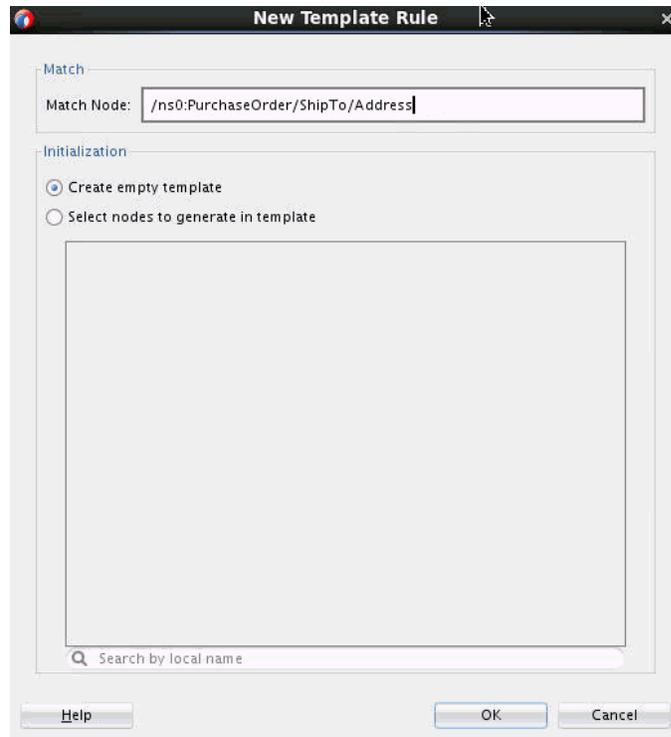 New Template Rule
Match
Match Node: /ns0:PurchaseOrder/ShipTo/Address
Initialization
Create empty template
Select nodes to generate in template
Search by local name
Help OK Cancel